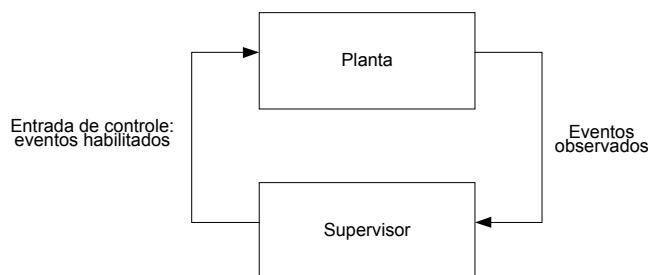 Planta
Entrada de controle:
eventos habilitados
Eventos
observados
Supervisor